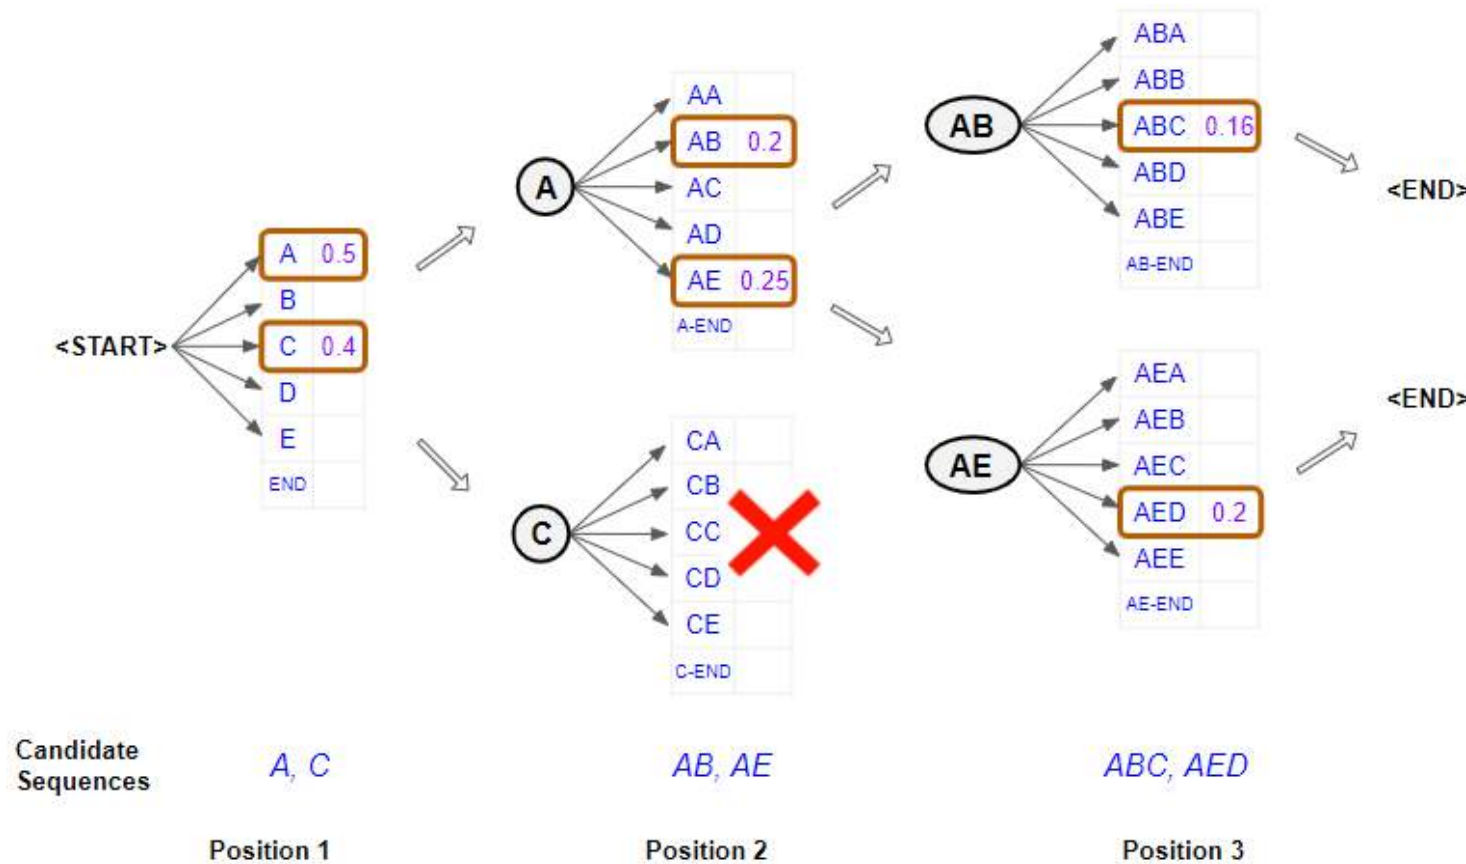 <START>
A 0.5
B
C 0.4
D
E
END
A
AA
AB 0.2
AC
AD
AE 0.25
A-END
C
CA
CB
CC
CD
CE
C-END
AB
ABA
ABB
ABC 0.16
ABD
ABE
AB-END
<END>
AE
AEA
AEB
AEC
AED 0.2
AEE
AE-END
<END>
Candidate
Sequences
A, C
AB, AE
ABC, AED
Position 1
Position 2
Position 3